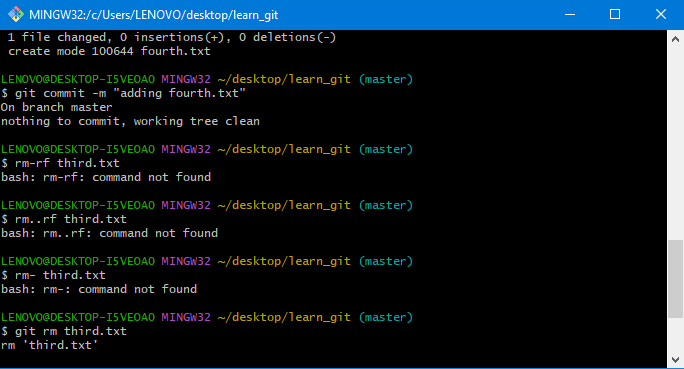 MINGW32:/c/Users/LENOVO/desktop/learn_git
1 file changed, 0 insertions(+), 0 deletions(-)
create mode 100644 fourth.txt
LENOVO@DESKTOP-I5VEOAO MINGW32 ~/desktop/learn_git (master)
$ git commit -m "adding fourth.txt"
On branch master
nothing to commit, working tree clean
LENOVO@DESKTOP-I5VEOAO MINGW32 ~/desktop/learn_git (master)
$ rm-rf third.txt
bash: rm-rf: command not found
LENOVO@DESKTOP-I5VEOAO MINGW32 ~/desktop/learn_git (master)
$ rm..rf third.txt
bash: rm..rf: command not found
LENOVO@DESKTOP-I5VEOAO MINGW32 ~/desktop/learn_git (master)
$ rm- third.txt
bash: rm-: command not found
LENOVO@DESKTOP-I5VEOAO MINGW32 ~/desktop/learn_git (master)
$ git rm third.txt
rm 'third.txt'